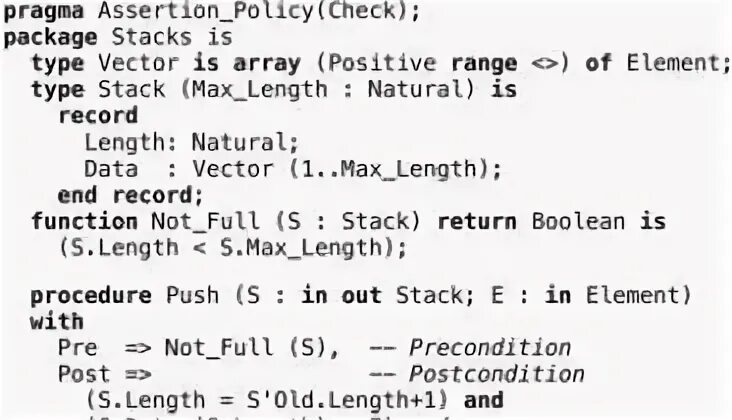 pragma Assertion_Policy(Check);
package Stacks is
type Vector is array (Positive range <>) of Element;
type Stack (Max_Length : Natural) is
record
Length: Natural;
Data : Vector (1..Max_Length);
end record;
function Not_Full (S : Stack) return Boolean is
(S.Length < S.Max_Length);
procedure Push (S : in out Stack; E : in Element)
with
Pre => Not_Full (S), -- Precondition
Post => -- Postcondition
(S.Length = S'Old.Length+1) and